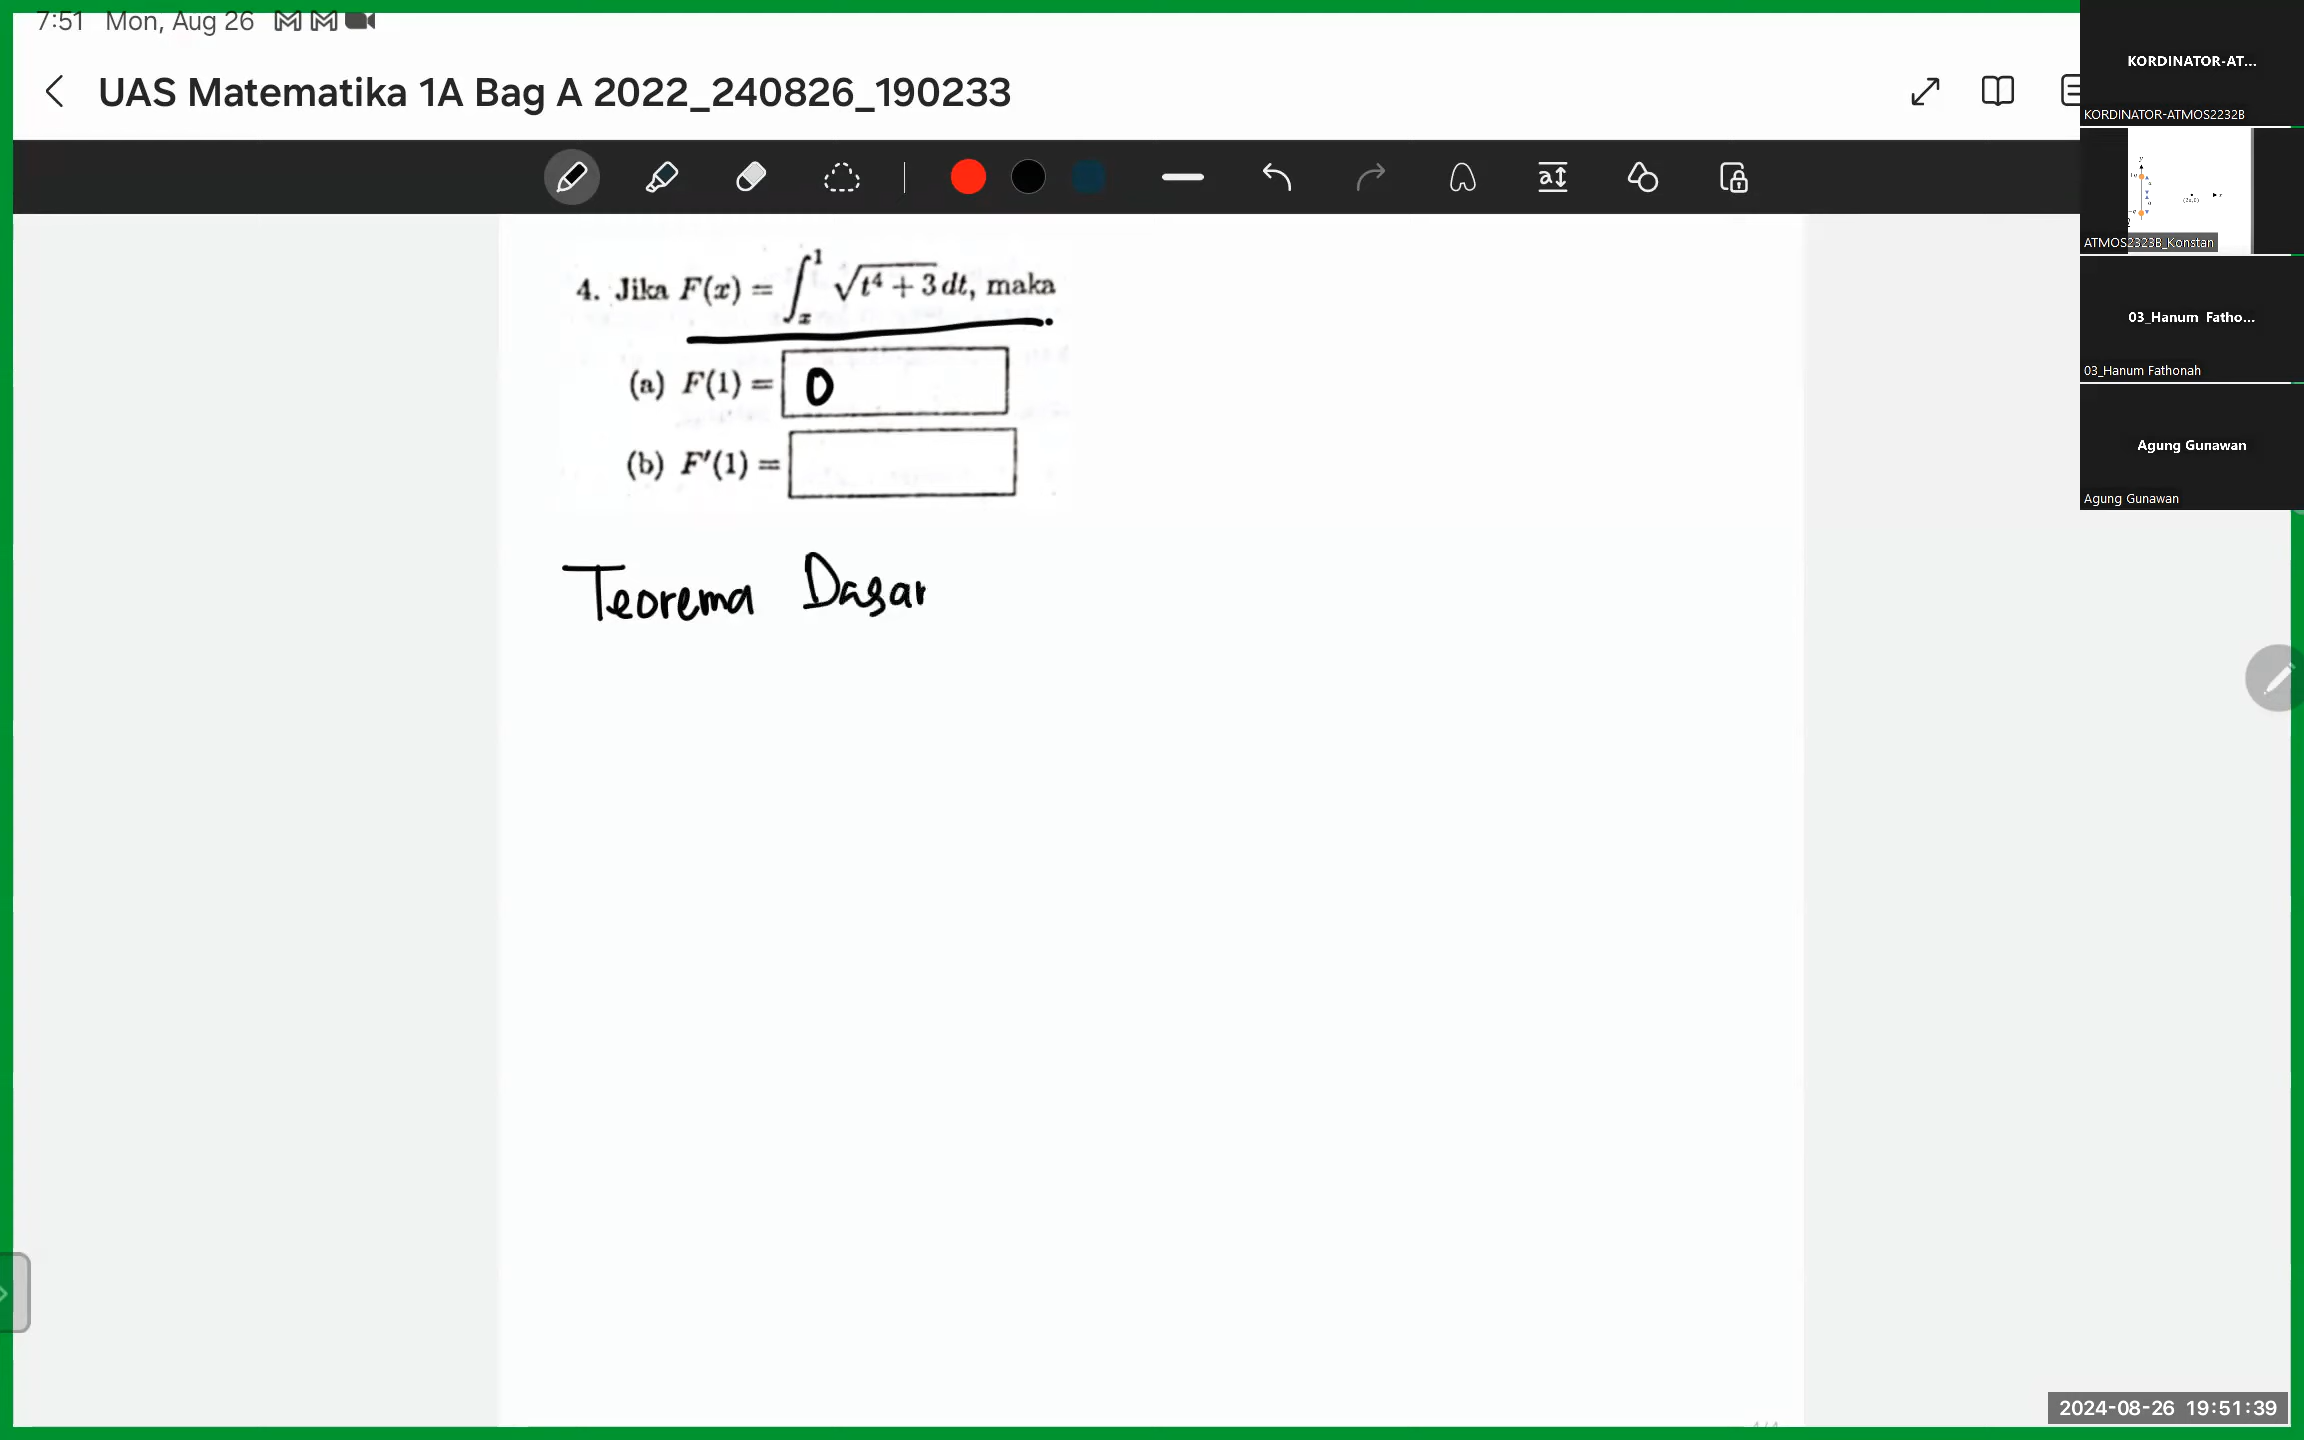 7:51 Mon, Aug 26
UAS Matematika 1A Bag A 2022_240826_190233
4. Jika F(x) = ∫ₓ¹ √(t⁴ + 3) dt, maka
(a) F(1) = 0
(b) F′(1) =
Teorema Dasar
KORDINATOR-AT...
KORDINATOR-ATMOS2232B
ATMOS2323B_Konstan
03_Hanum Fatho...
03_Hanum Fathonah
Agung Gunawan
Agung Gunawan
2024-08-26 19:51:39